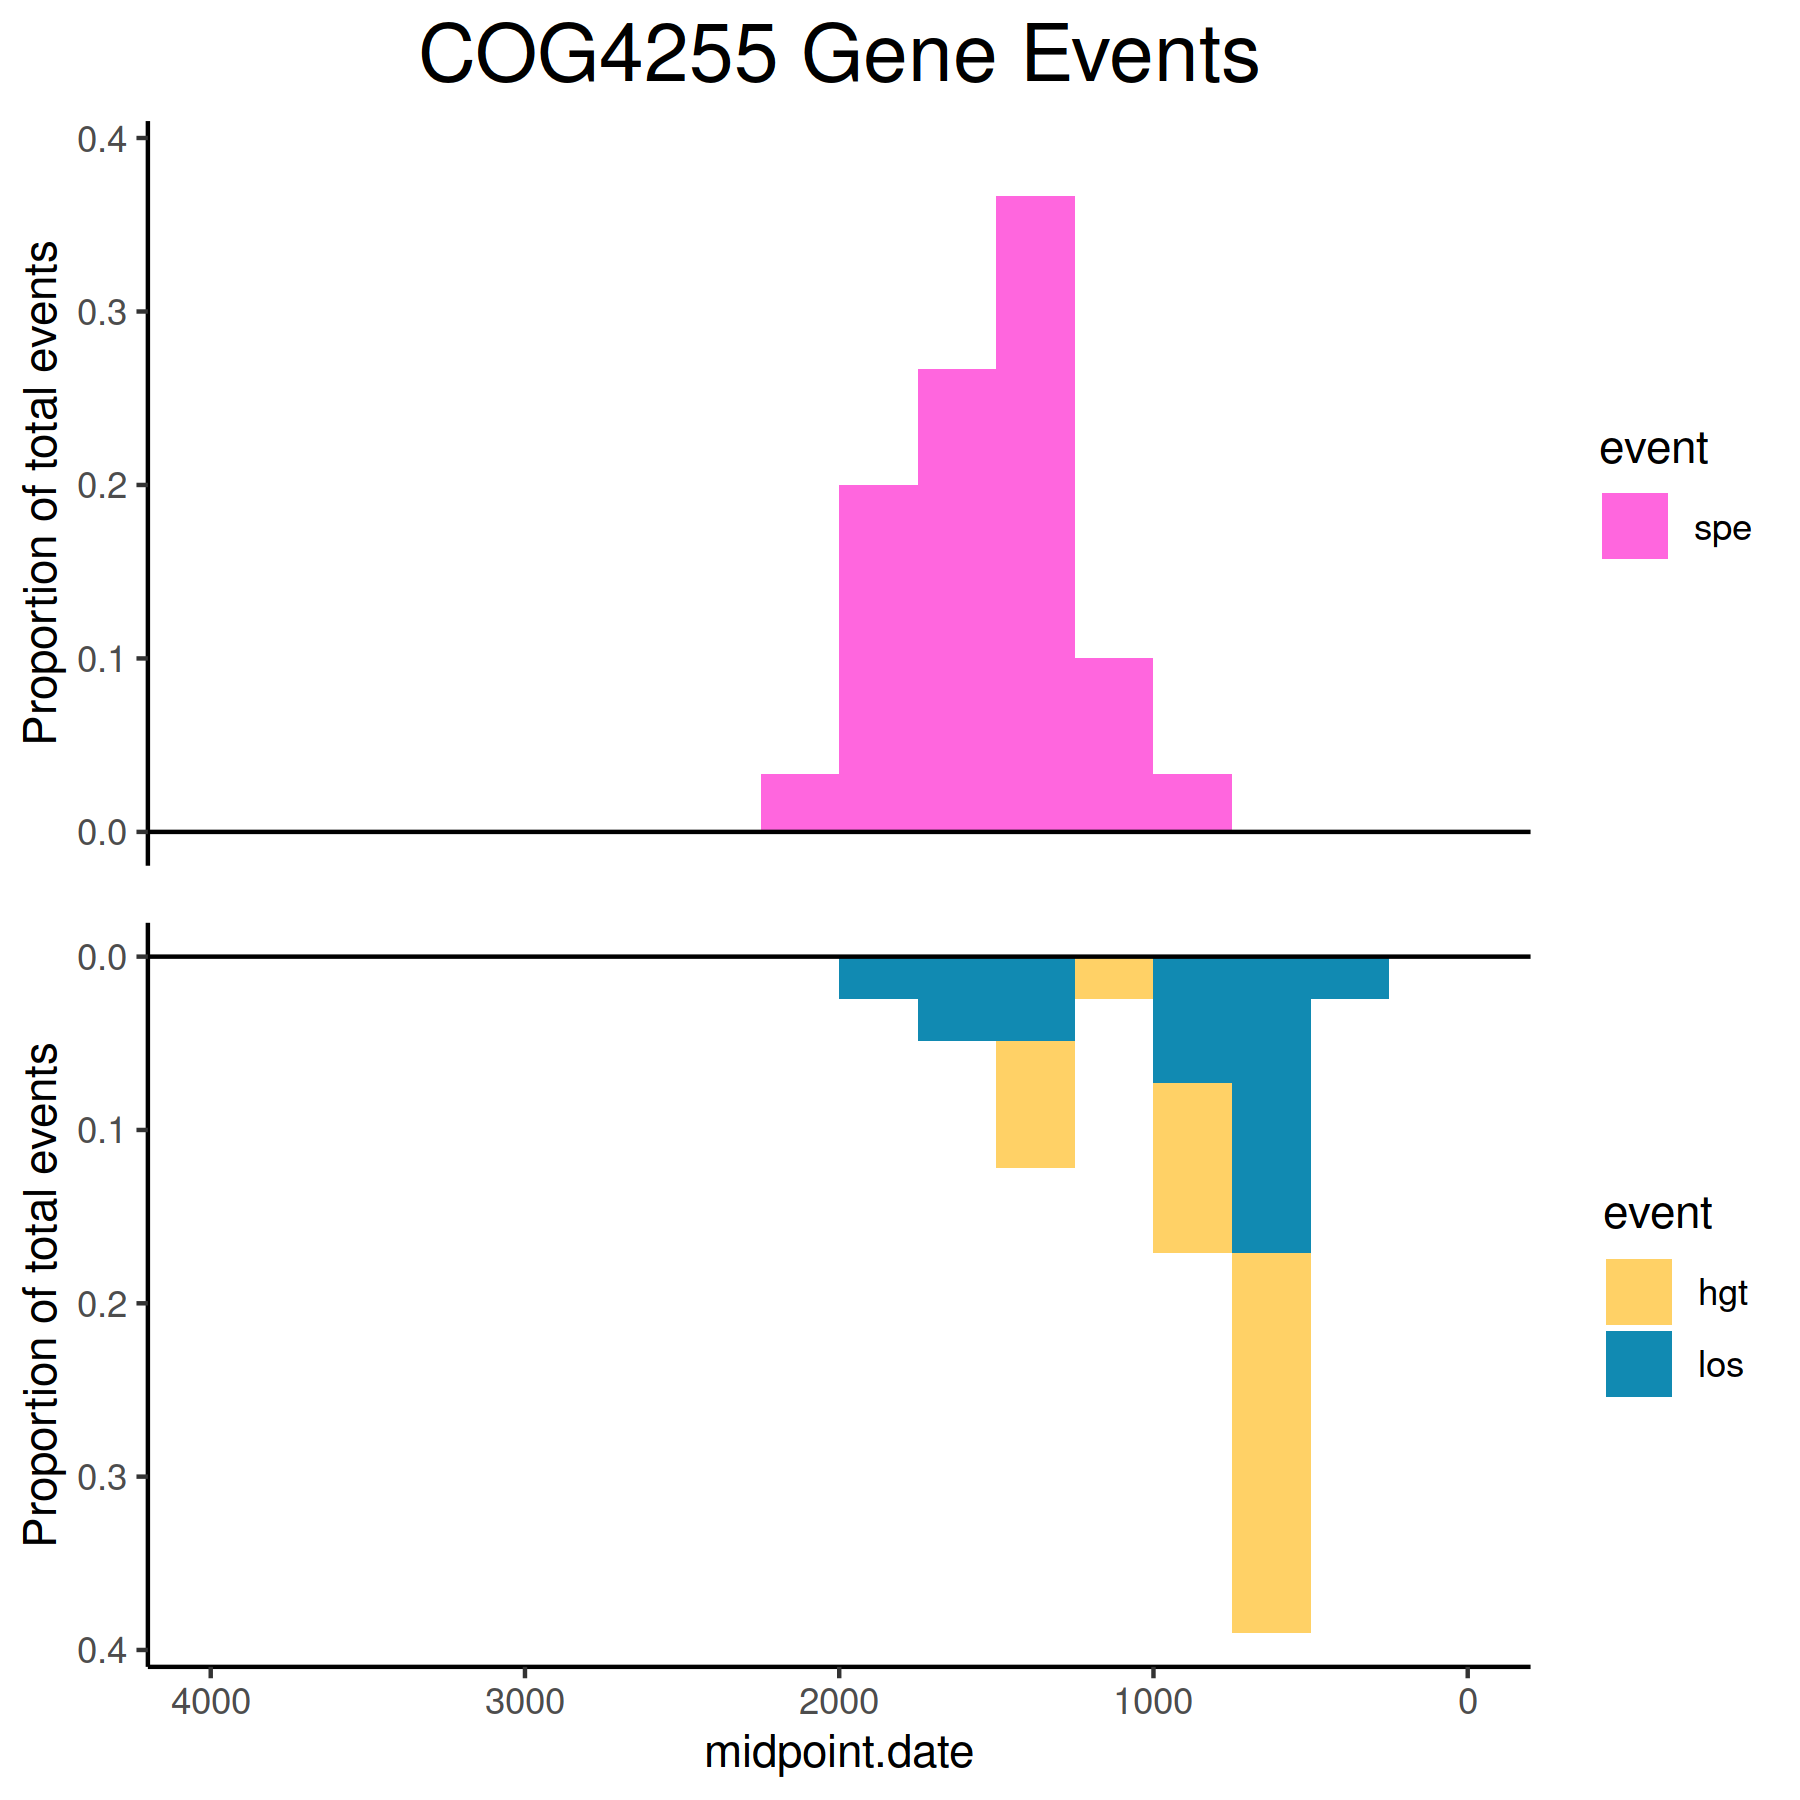 COG4255 Gene Events
Proportion of total events
0.4
0.3
0.2
0.1
0.0
event
spe
Proportion of total events
0.0
0.1
0.2
0.3
0.4
event
hgt
los
4000 3000 2000 1000 0
midpoint.date